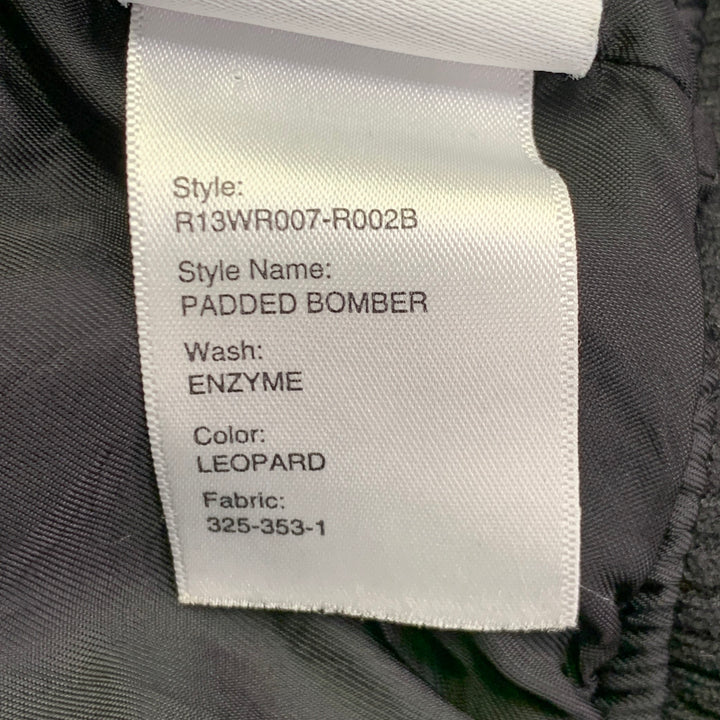 Style:
R13WR007-R002B
Style Name:
PADDED BOMBER
Wash:
ENZYME
Color:
LEOPARD
Fabric:
325-353-1